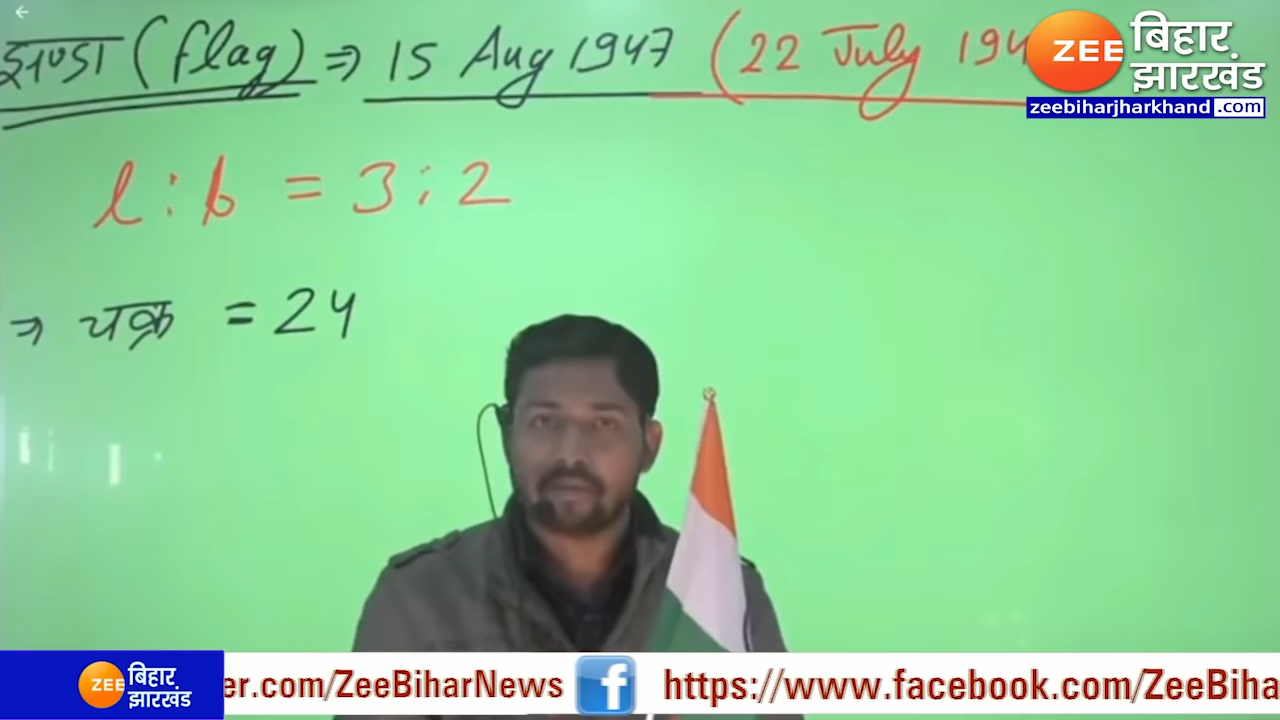 ←
झण्डा (flag) ⇒ 15 Aug 1947 (22 July 194
ZEE बिहार झारखंड
zeebiharjharkhand.com
l : b = 3 : 2
⇒ चक्र = 24
ZEE बिहार झारखंड
er.com/ZeeBiharNews f https://www.facebook.com/ZeeBiha